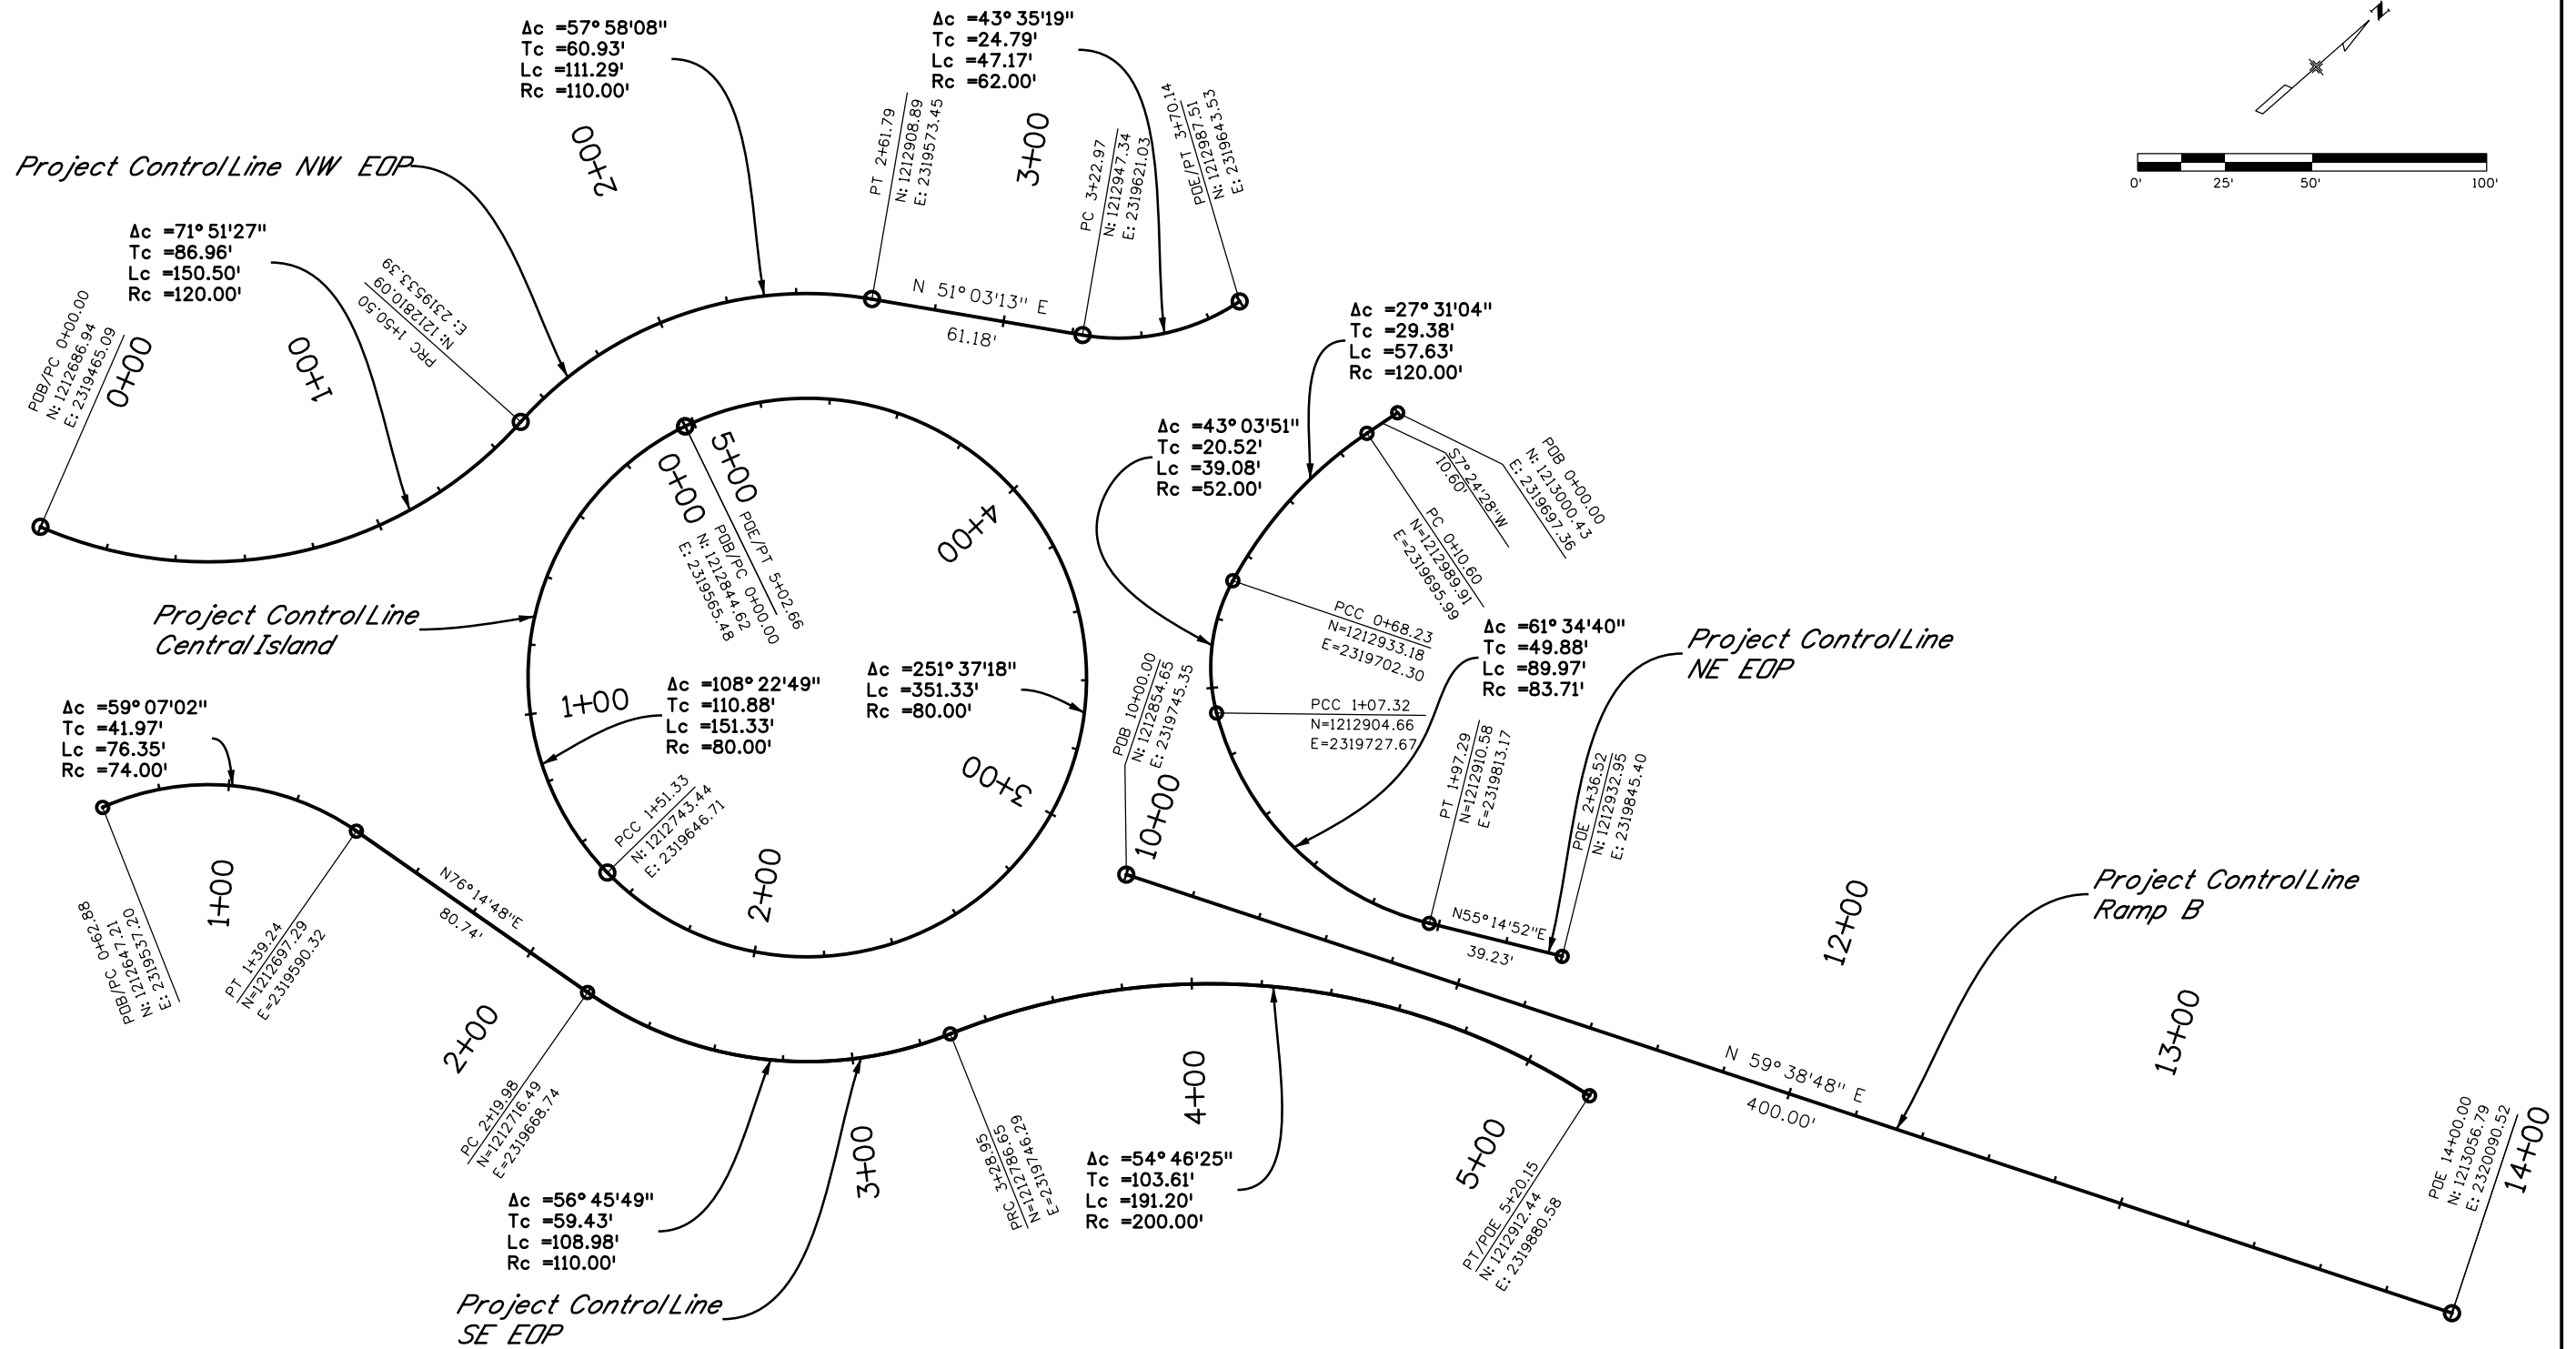 Δc =57°58'08"
Tc =60.93'
Lc =111.29'
Rc =110.00'
Δc =43°35'19"
Tc =24.79'
Lc =47.17'
Rc =62.00'
N
0'
25'
50'
100'
2+00
3+00
PT 2+61.79
N: 1212908.89
E: 2319573.45
PC 3+22.97
N: 1212947.34
E: 2319621.03
POE/PT 3+70.14
N: 1212987.51
E: 2319643.53
Project Control Line NW EOP
Δc =71°51'27"
Tc =86.96'
Lc =150.50'
Rc =120.00'
POB/PC 0+00.00
N: 1212686.94
E: 2319465.09
0+00
1+00
PRC 1+50.50
N: 1212810.09
E: 2319533.39
N 51°03'13" E
61.18'
Δc =27°31'04"
Tc =29.38'
Lc =57.63'
Rc =120.00'
Δc =43°03'51"
Tc =20.52'
Lc =39.08'
Rc =52.00'
S7°24'28"W
10.60'
POB 0+00.00
N: 1213000.43
E: 2319697.36
PC 0+10.60
N=1212989.91
E=2319695.99
5+00
0+00
POE/PT 5+02.66
POB/PC 0+00.00
N: 1212844.62
E: 2319565.48
4+00
Project Control Line
Central Island
PCC 0+68.23
N=1212933.18
E=2319702.30
Δc =61°34'40"
Tc =49.88'
Lc =89.97'
Rc =83.71'
Project Control Line
NE EOP
1+00
Δc =108°22'49"
Tc =110.88'
Lc =151.33'
Rc =80.00'
Δc =251°37'18"
Lc =351.33'
Rc =80.00'
POB 10+00.00
N: 1212854.65
E: 2319745.35
PCC 1+07.32
N=1212904.66
E=2319727.67
Δc =59°07'02"
Tc =41.97'
Lc =76.35'
Rc =74.00'
PCC 1+51.33
N: 1212743.44
E: 2319646.71
3+00
10+00
PT 1+97.29
N=1212910.58
E=2319813.17
POE 2+36.52
N: 1212932.95
E: 2319845.40
1+00
2+00
POB/PC 0+62.88
N: 1212647.21
E: 2319537.20
PT 1+39.24
N=1212697.29
E=2319590.32
N76°14'48"E
80.74'
N55°14'52"E
39.23'
12+00
Project Control Line
Ramp B
2+00
PC 2+19.98
N=1212716.49
E=2319668.74
13+00
N 59°38'48" E
400.00'
3+00
4+00
5+00
PRC 3+28.95
N=1212786.65
E=2319746.29
Δc =54°46'25"
Tc =103.61'
Lc =191.20'
Rc =200.00'
PT/POE 5+20.15
N: 1212912.44
E: 2319880.58
POE 14+00.00
N: 1213056.79
E: 2320090.52
14+00
Δc =56°45'49"
Tc =59.43'
Lc =108.98'
Rc =110.00'
Project Control Line
SE EOP